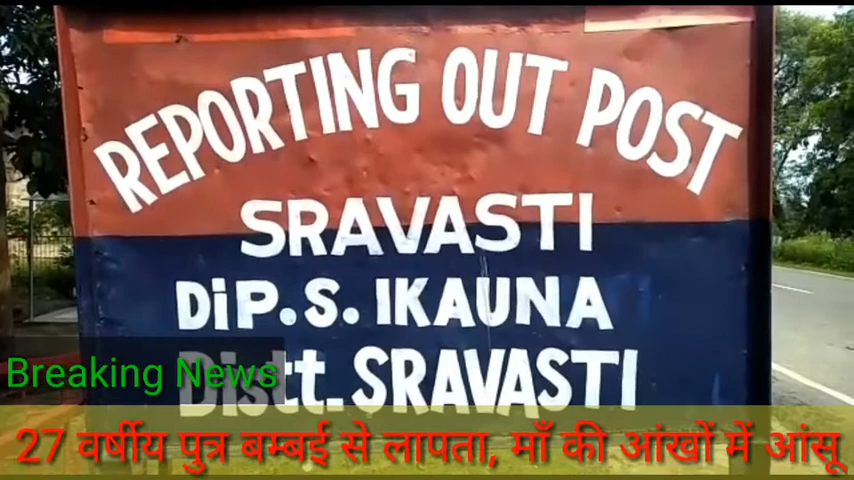 REPORTING OUT POST
SRAVASTI
DiP.S. IKAUNA
Distt. SRAVASTI
Breaking News
27 वर्षीय पुत्र बम्बई से लापता, माँ की आंखों में आंसू